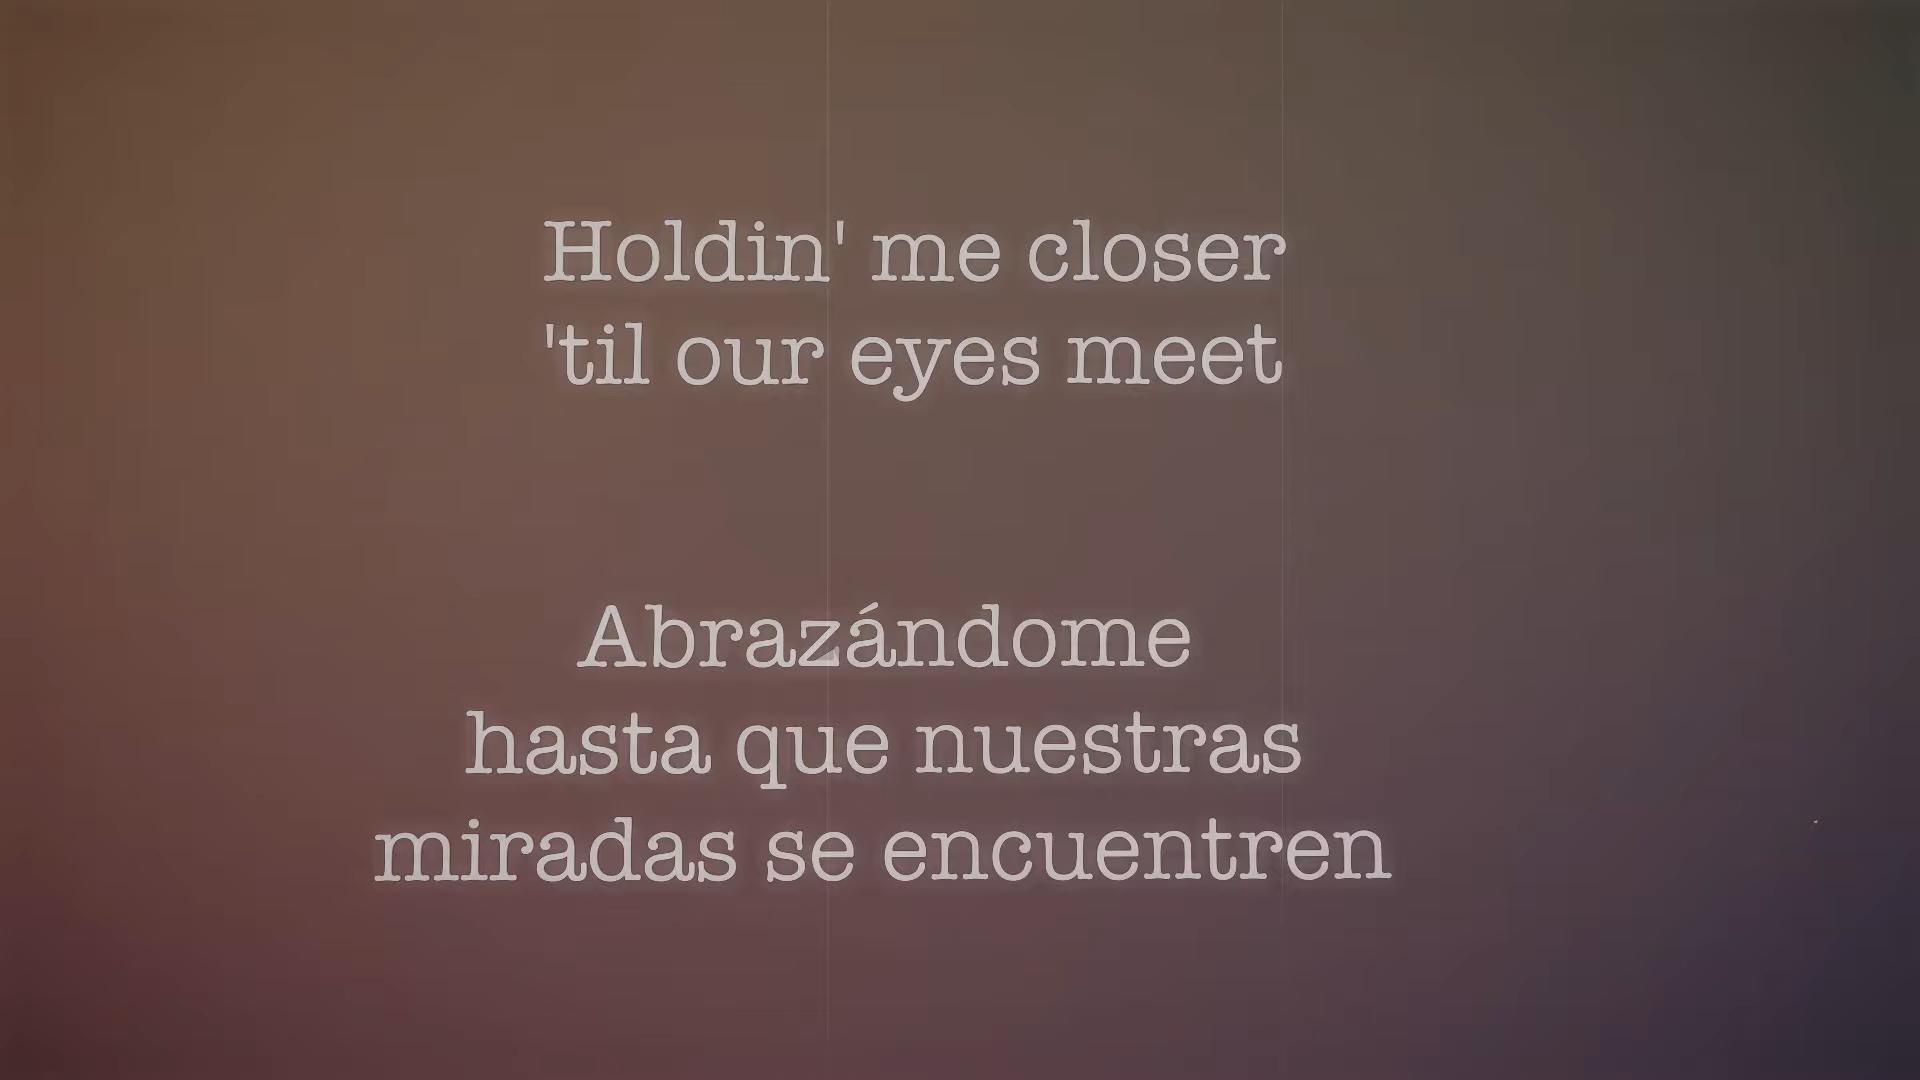 Holdin' me closer
'til our eyes meet
Abrazándome
hasta que nuestras
miradas se encuentren